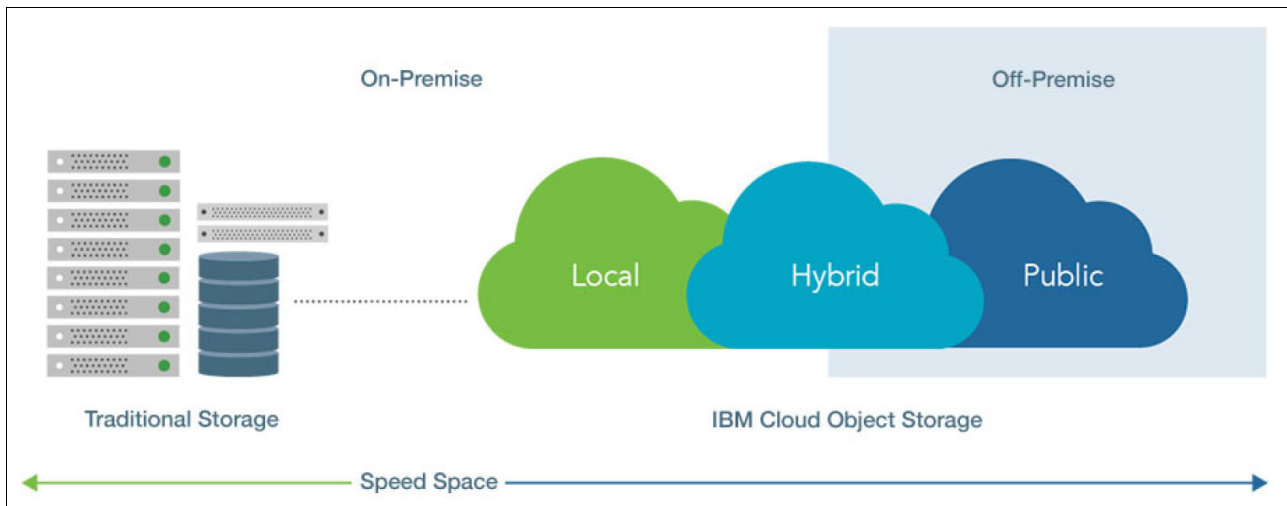 On-Premise
Off-Premise
Local
Hybrid
Public
Traditional Storage
IBM Cloud Object Storage
Speed Space